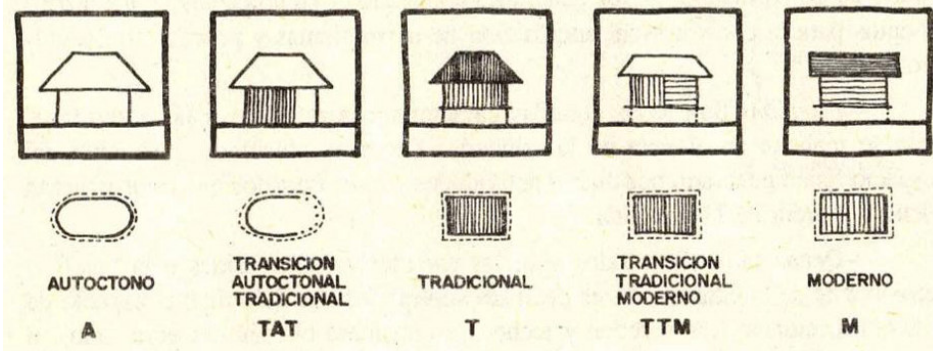 AUTOCTONO
A
TRANSICION
AUTOCTONAL
TRADICIONAL
TAT
TRADICIONAL
T
TRANSICION
TRADICIONAL
MODERNO
TTM
MODERNO
M